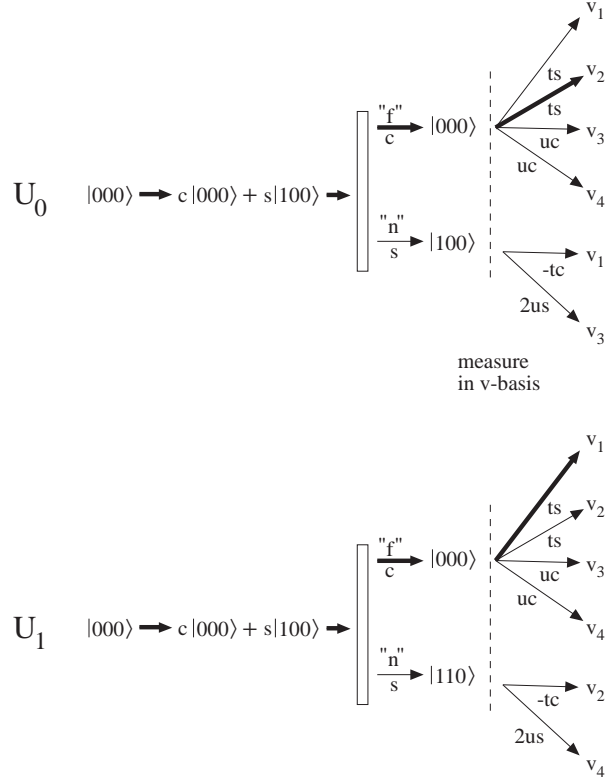 v₁
ts
v₂
"f"
ts
c
|000⟩
v₃
uc
uc
U₀
|000⟩ c|000⟩ + s|100⟩
v₄
"n"
s
|100⟩
v₁
-tc
2us
v₃
measure
in v-basis
v₁
ts
v₂
"f"
ts
c
|000⟩
v₃
uc
uc
U₁
|000⟩ c|000⟩ + s|100⟩
v₄
"n"
s
|110⟩
v₂
-tc
2us
v₄